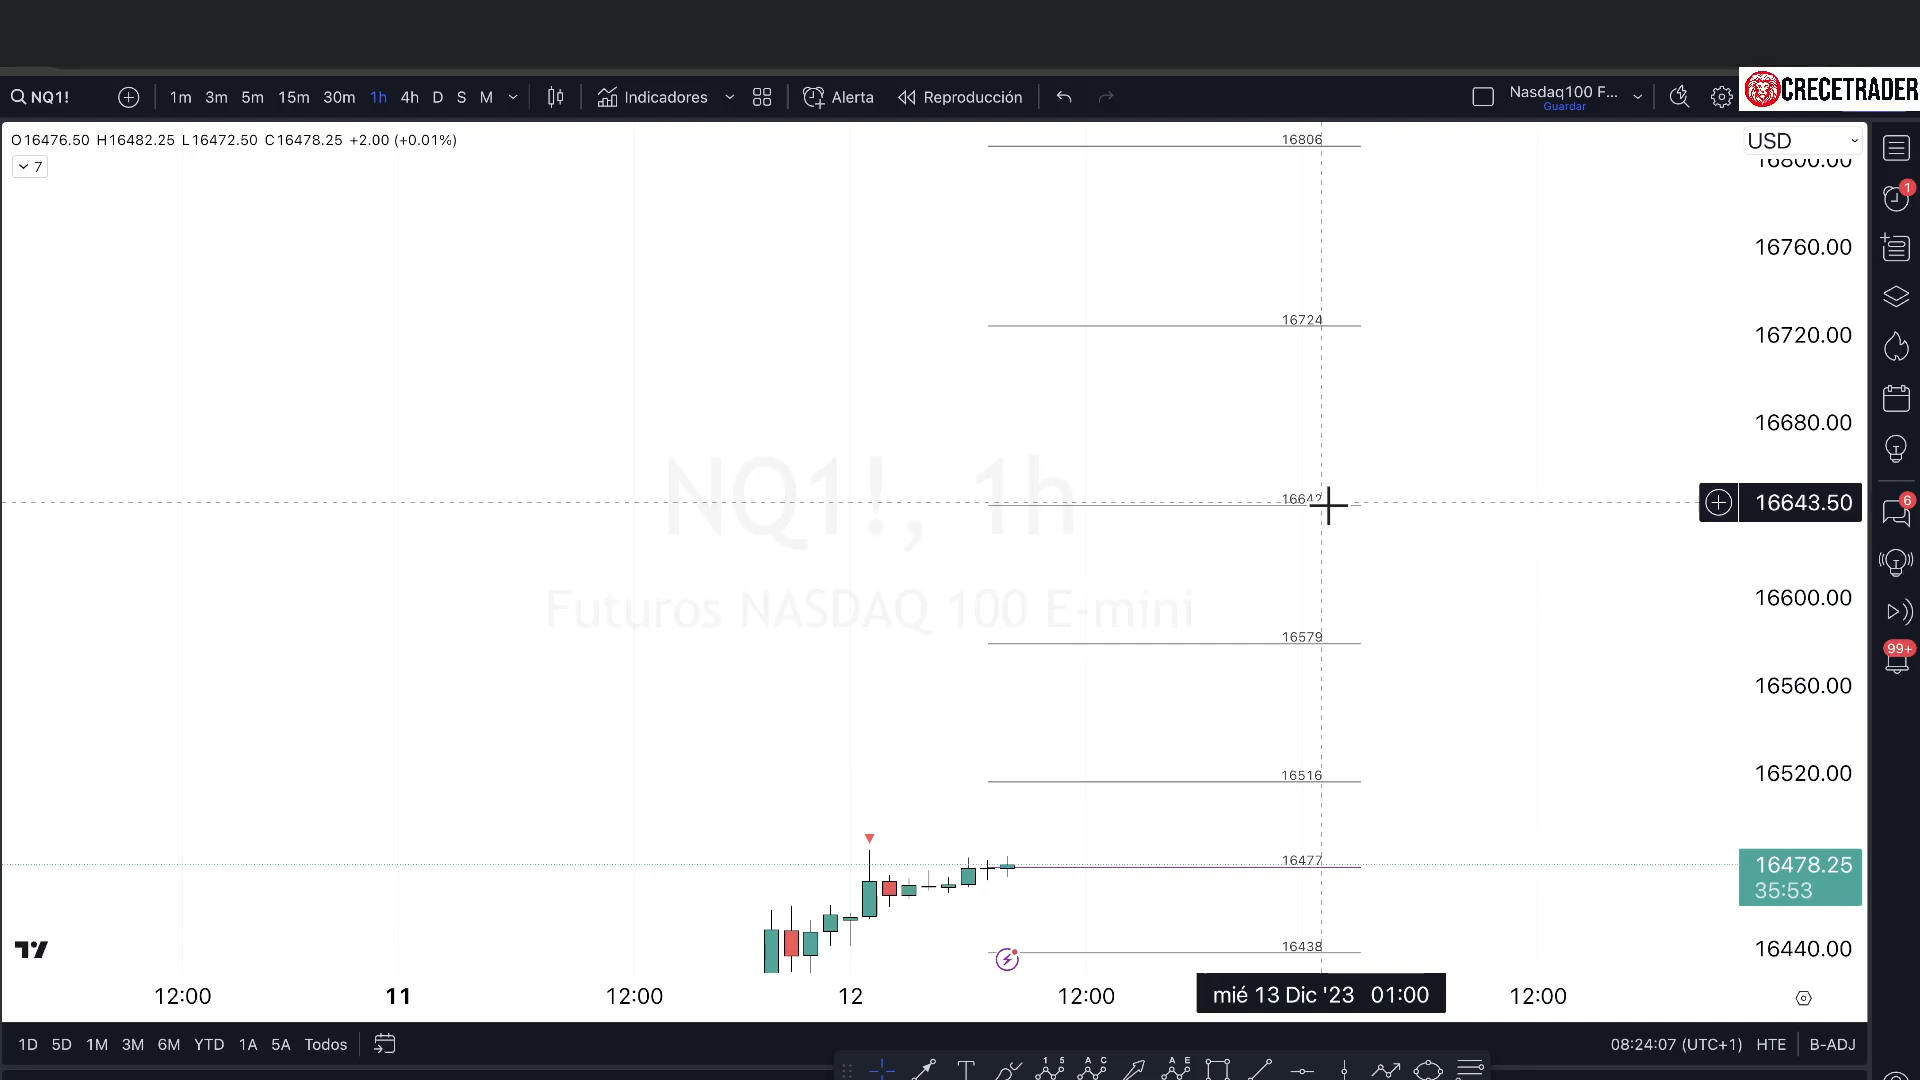 CRECETRADER
NQ1! 1m 3m 5m 15m 30m 1h 4h D S M Indicadores Alerta Reproducción Nasdaq100 F...
Guardar
O16476.50 H16482.25 L16472.50 C16478.25 +2.00 (+0.01%)
7
USD
16806
16760.00
16724
16720.00
16680.00
NQ1!, 1h
16643.50
Futuros NASDAQ 100 E-mini
16600.00
16579
16560.00
16516
16520.00
16477
16478.25
35:53
16438
16440.00
12:00 11 12:00 12 12:00 mié 13 Dic '23 01:00 12:00
1D 5D 1M 3M 6M YTD 1A 5A Todos 08:24:07 (UTC+1) HTE B-ADJ
1
6
99+